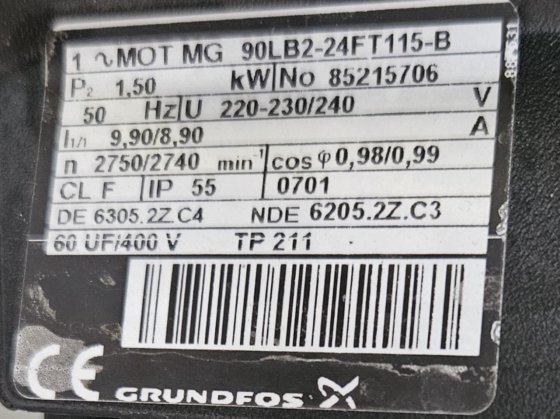 1 ~ MOT MG 90LB2-24FT115-B
P2 1,50 kW No 85215706
50 Hz U 220-230/240 V
I1/1 9,90/8,90 A
n 2750/2740 min-1 cos φ 0,98/0,99
CL F IP 55 0701
DE 6305.2Z.C4 NDE 6205.2Z.C3
60 UF/400 V TP 211
CE GRUNDFOS